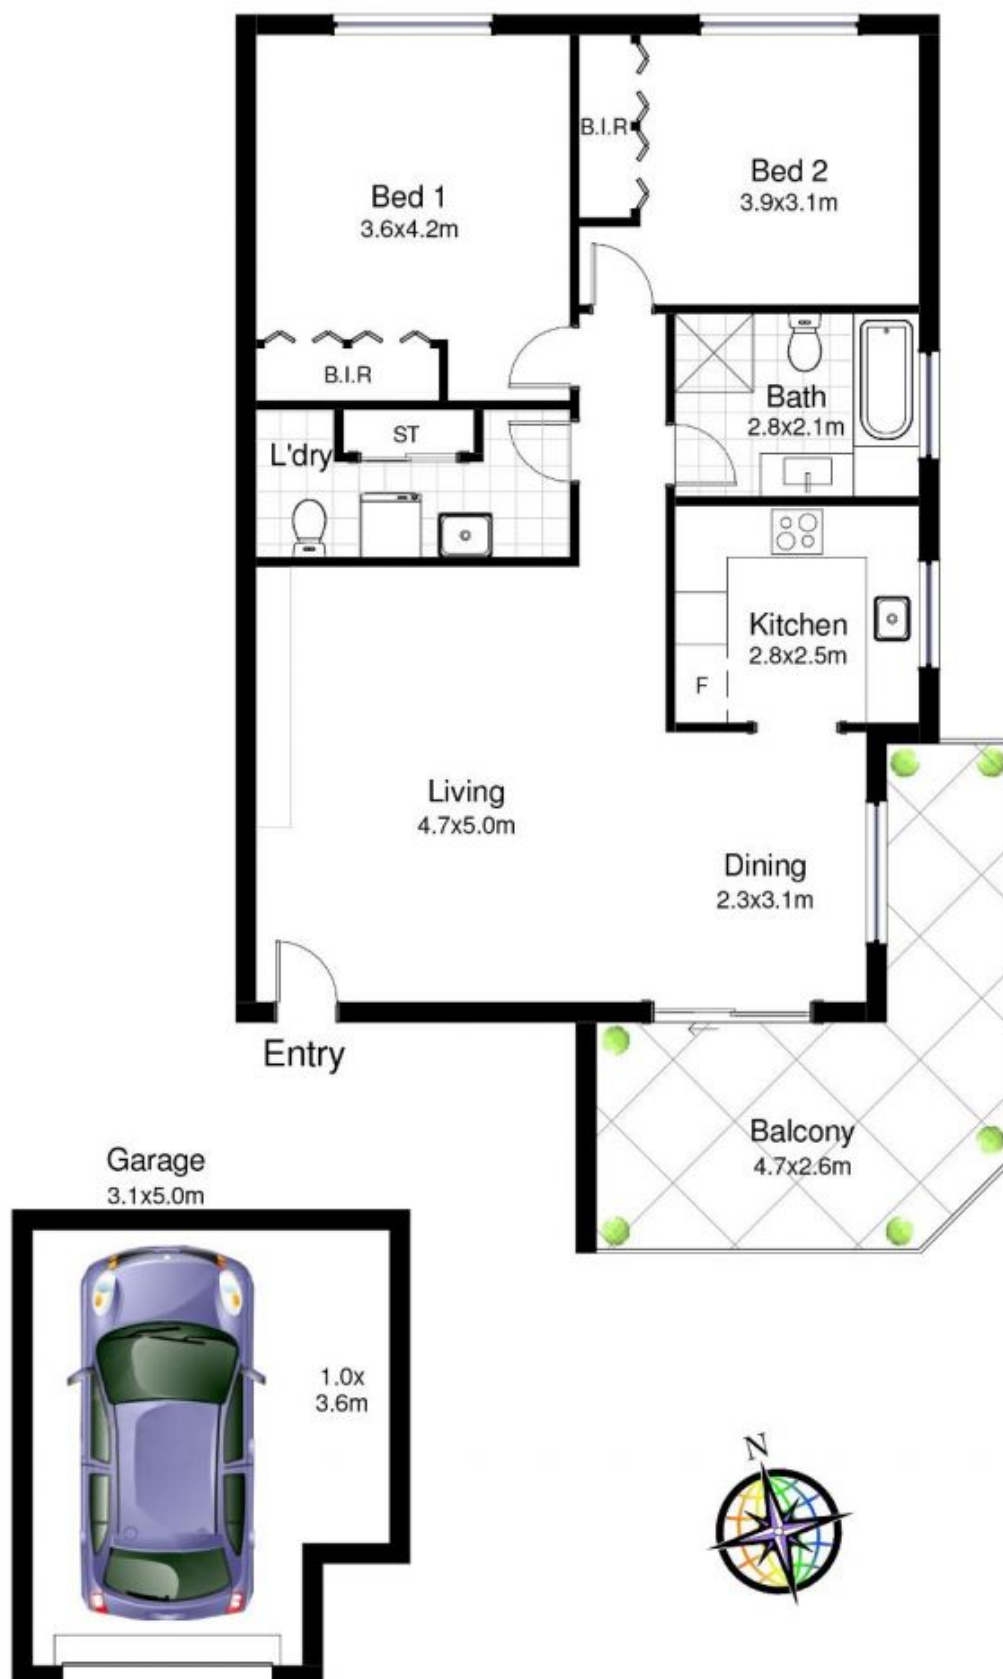 Bed 1
3.6x4.2m
B.I.R
Bed 2
3.9x3.1m
B.I.R
ST
L'dry
Bath
2.8x2.1m
Kitchen
2.8x2.5m
F
Living
4.7x5.0m
Dining
2.3x3.1m
Entry
Balcony
4.7x2.6m
Garage
3.1x5.0m
1.0x
3.6m
N